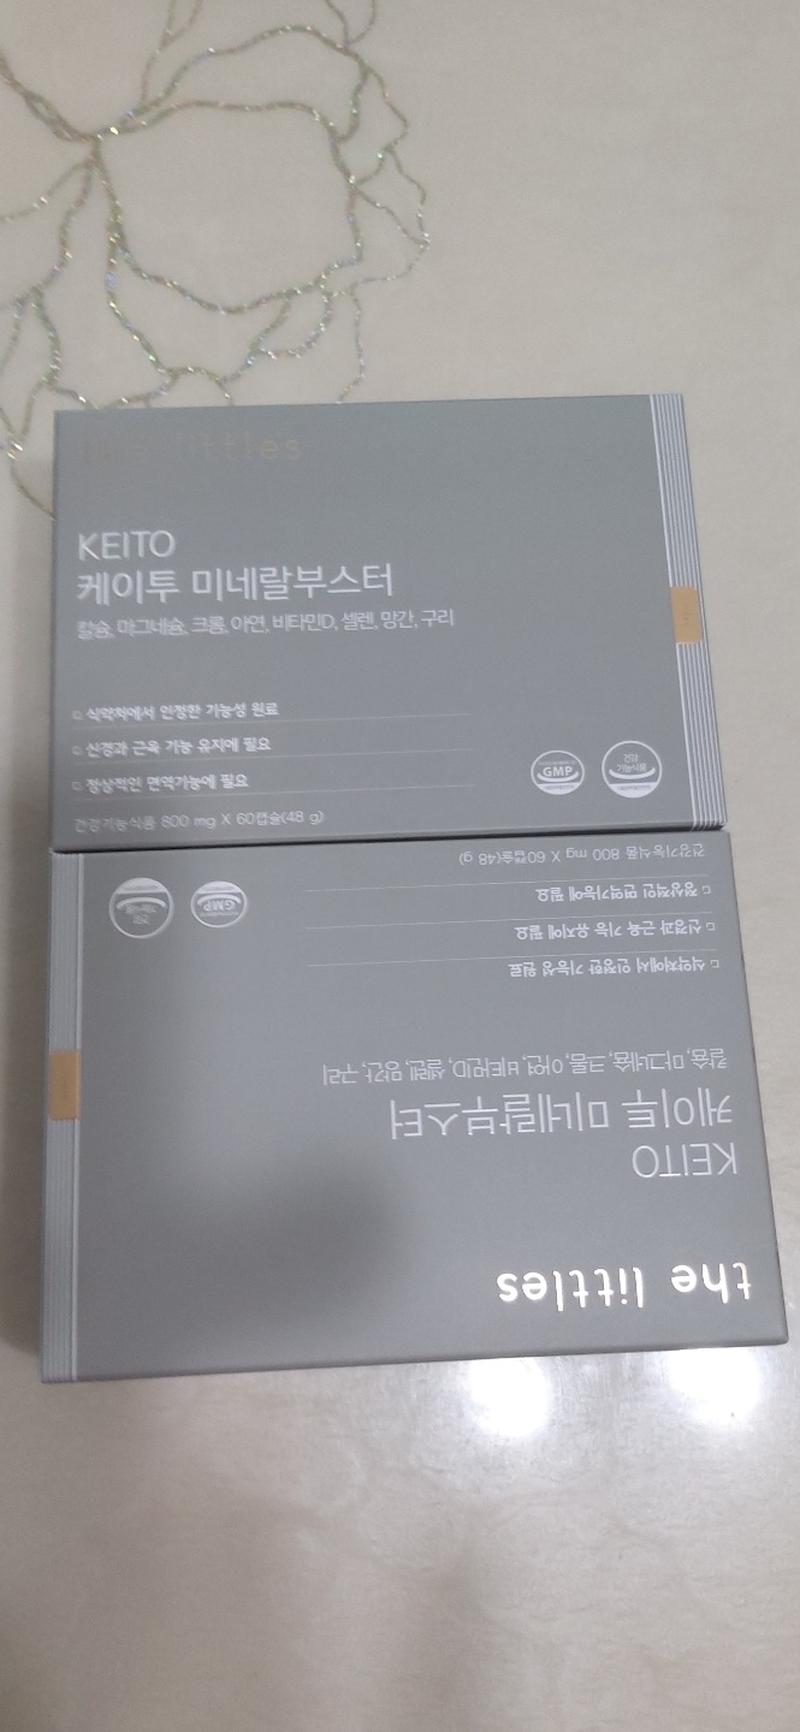 the littles
KEITO
케이투 미네랄부스터
칼슘, 마그네슘, 크롬, 아연, 비타민D, 셀렌, 망간, 구리
식약처에서 인정한 기능성 원료
신경과 근육 기능 유지에 필요
정상적인 면역기능에 필요
건강기능식품 800 mg X 60캡슐(48 g)
GMP
the littles
KEITO
케이투 미네랄부스터
칼슘, 마그네슘, 크롬, 아연, 비타민D, 셀렌, 망간, 구리
식약처에서 인정한 기능성 원료
신경과 근육 기능 유지에 필요
정상적인 면역기능에 필요
건강기능식품 800 mg X 60캡슐(48 g)
GMP